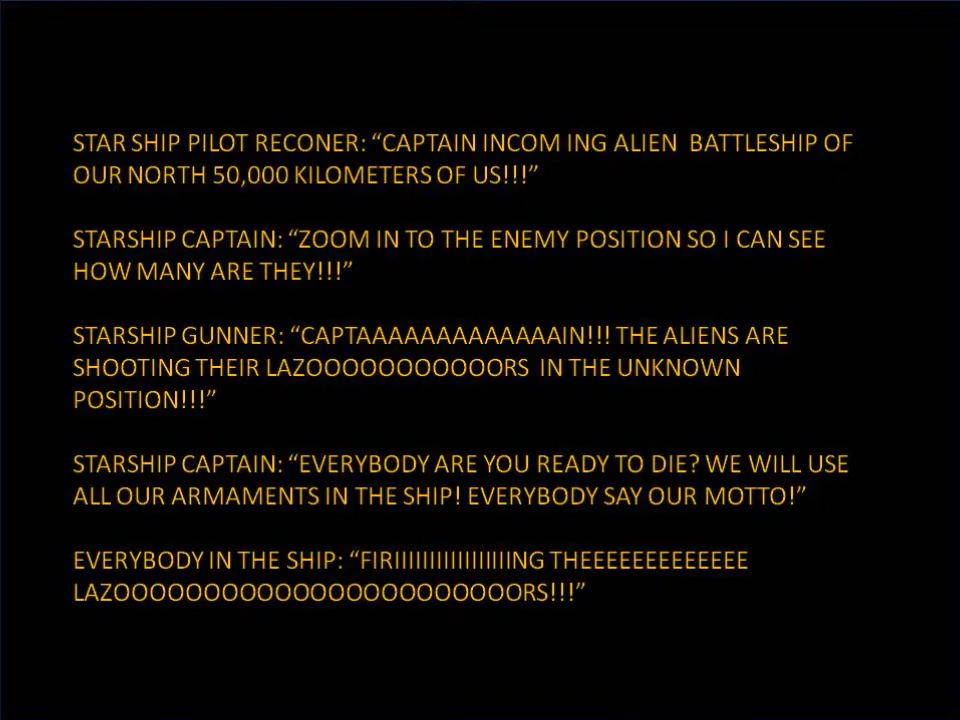 STAR SHIP PILOT RECONER: “CAPTAIN INCOM ING ALIEN  BATTLESHIP OF
OUR NORTH 50,000 KILOMETERS OF US!!!”
STARSHIP CAPTAIN: “ZOOM IN TO THE ENEMY POSITION SO I CAN SEE
HOW MANY ARE THEY!!!”
STARSHIP GUNNER: “CAPTAAAAAAAAAAAAAAIN!!! THE ALIENS ARE
SHOOTING THEIR LAZOOOOOOOOOOORS  IN THE UNKNOWN
POSITION!!!”
STARSHIP CAPTAIN: “EVERYBODY ARE YOU READY TO DIE? WE WILL USE
ALL OUR ARMAMENTS IN THE SHIP! EVERYBODY SAY OUR MOTTO!”
EVERYBODY IN THE SHIP: “FIRIIIIIIIIIIIIIIIIIING THEEEEEEEEEEEEE
LAZOOOOOOOOOOOOOOOOOOOOOOORS!!!”